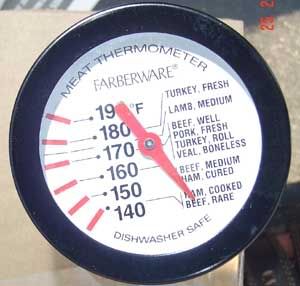 MEAT THERMOMETER
FARBERWARE®
190 °F
TURKEY, FRESH
LAMB, MEDIUM
180
BEEF, WELL
PORK, FRESH
170
TURKEY, ROLL
VEAL, BONELESS
160
BEEF, MEDIUM
HAM, CURED
150
HAM, COOKED
140
BEEF, RARE
DISHWASHER SAFE